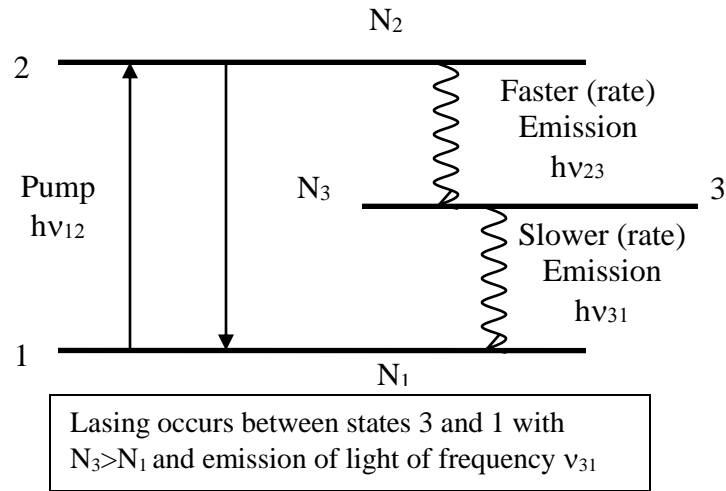 N₂
2
Faster (rate)
Emission
hν₂₃
Pump
hν₁₂
N₃
3
Slower (rate)
Emission
hν₃₁
1
N₁
Lasing occurs between states 3 and 1 with
N₃>N₁ and emission of light of frequency ν₃₁